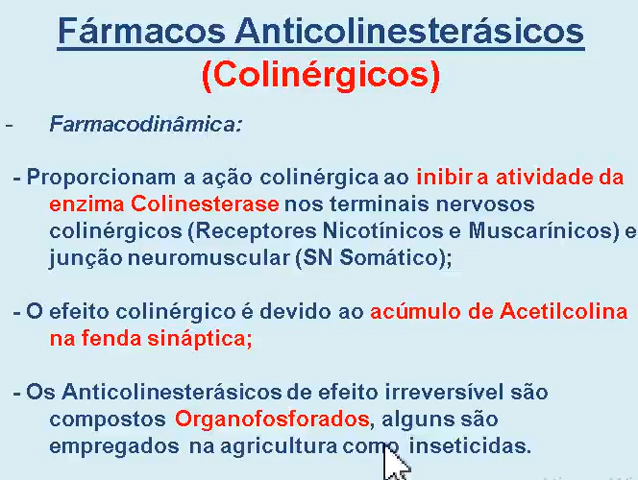 Fármacos Anticolinesterásicos
(Colinérgicos)
- Farmacodinâmica:
- Proporcionam a ação colinérgica ao inibir a atividade da
enzima Colinesterase nos terminais nervosos
colinérgicos (Receptores Nicotínicos e Muscarínicos) e
junção neuromuscular (SN Somático);
- O efeito colinérgico é devido ao acúmulo de Acetilcolina
na fenda sináptica;
- Os Anticolinesterásicos de efeito irreversível são
compostos Organofosforados, alguns são
empregados na agricultura como inseticidas.